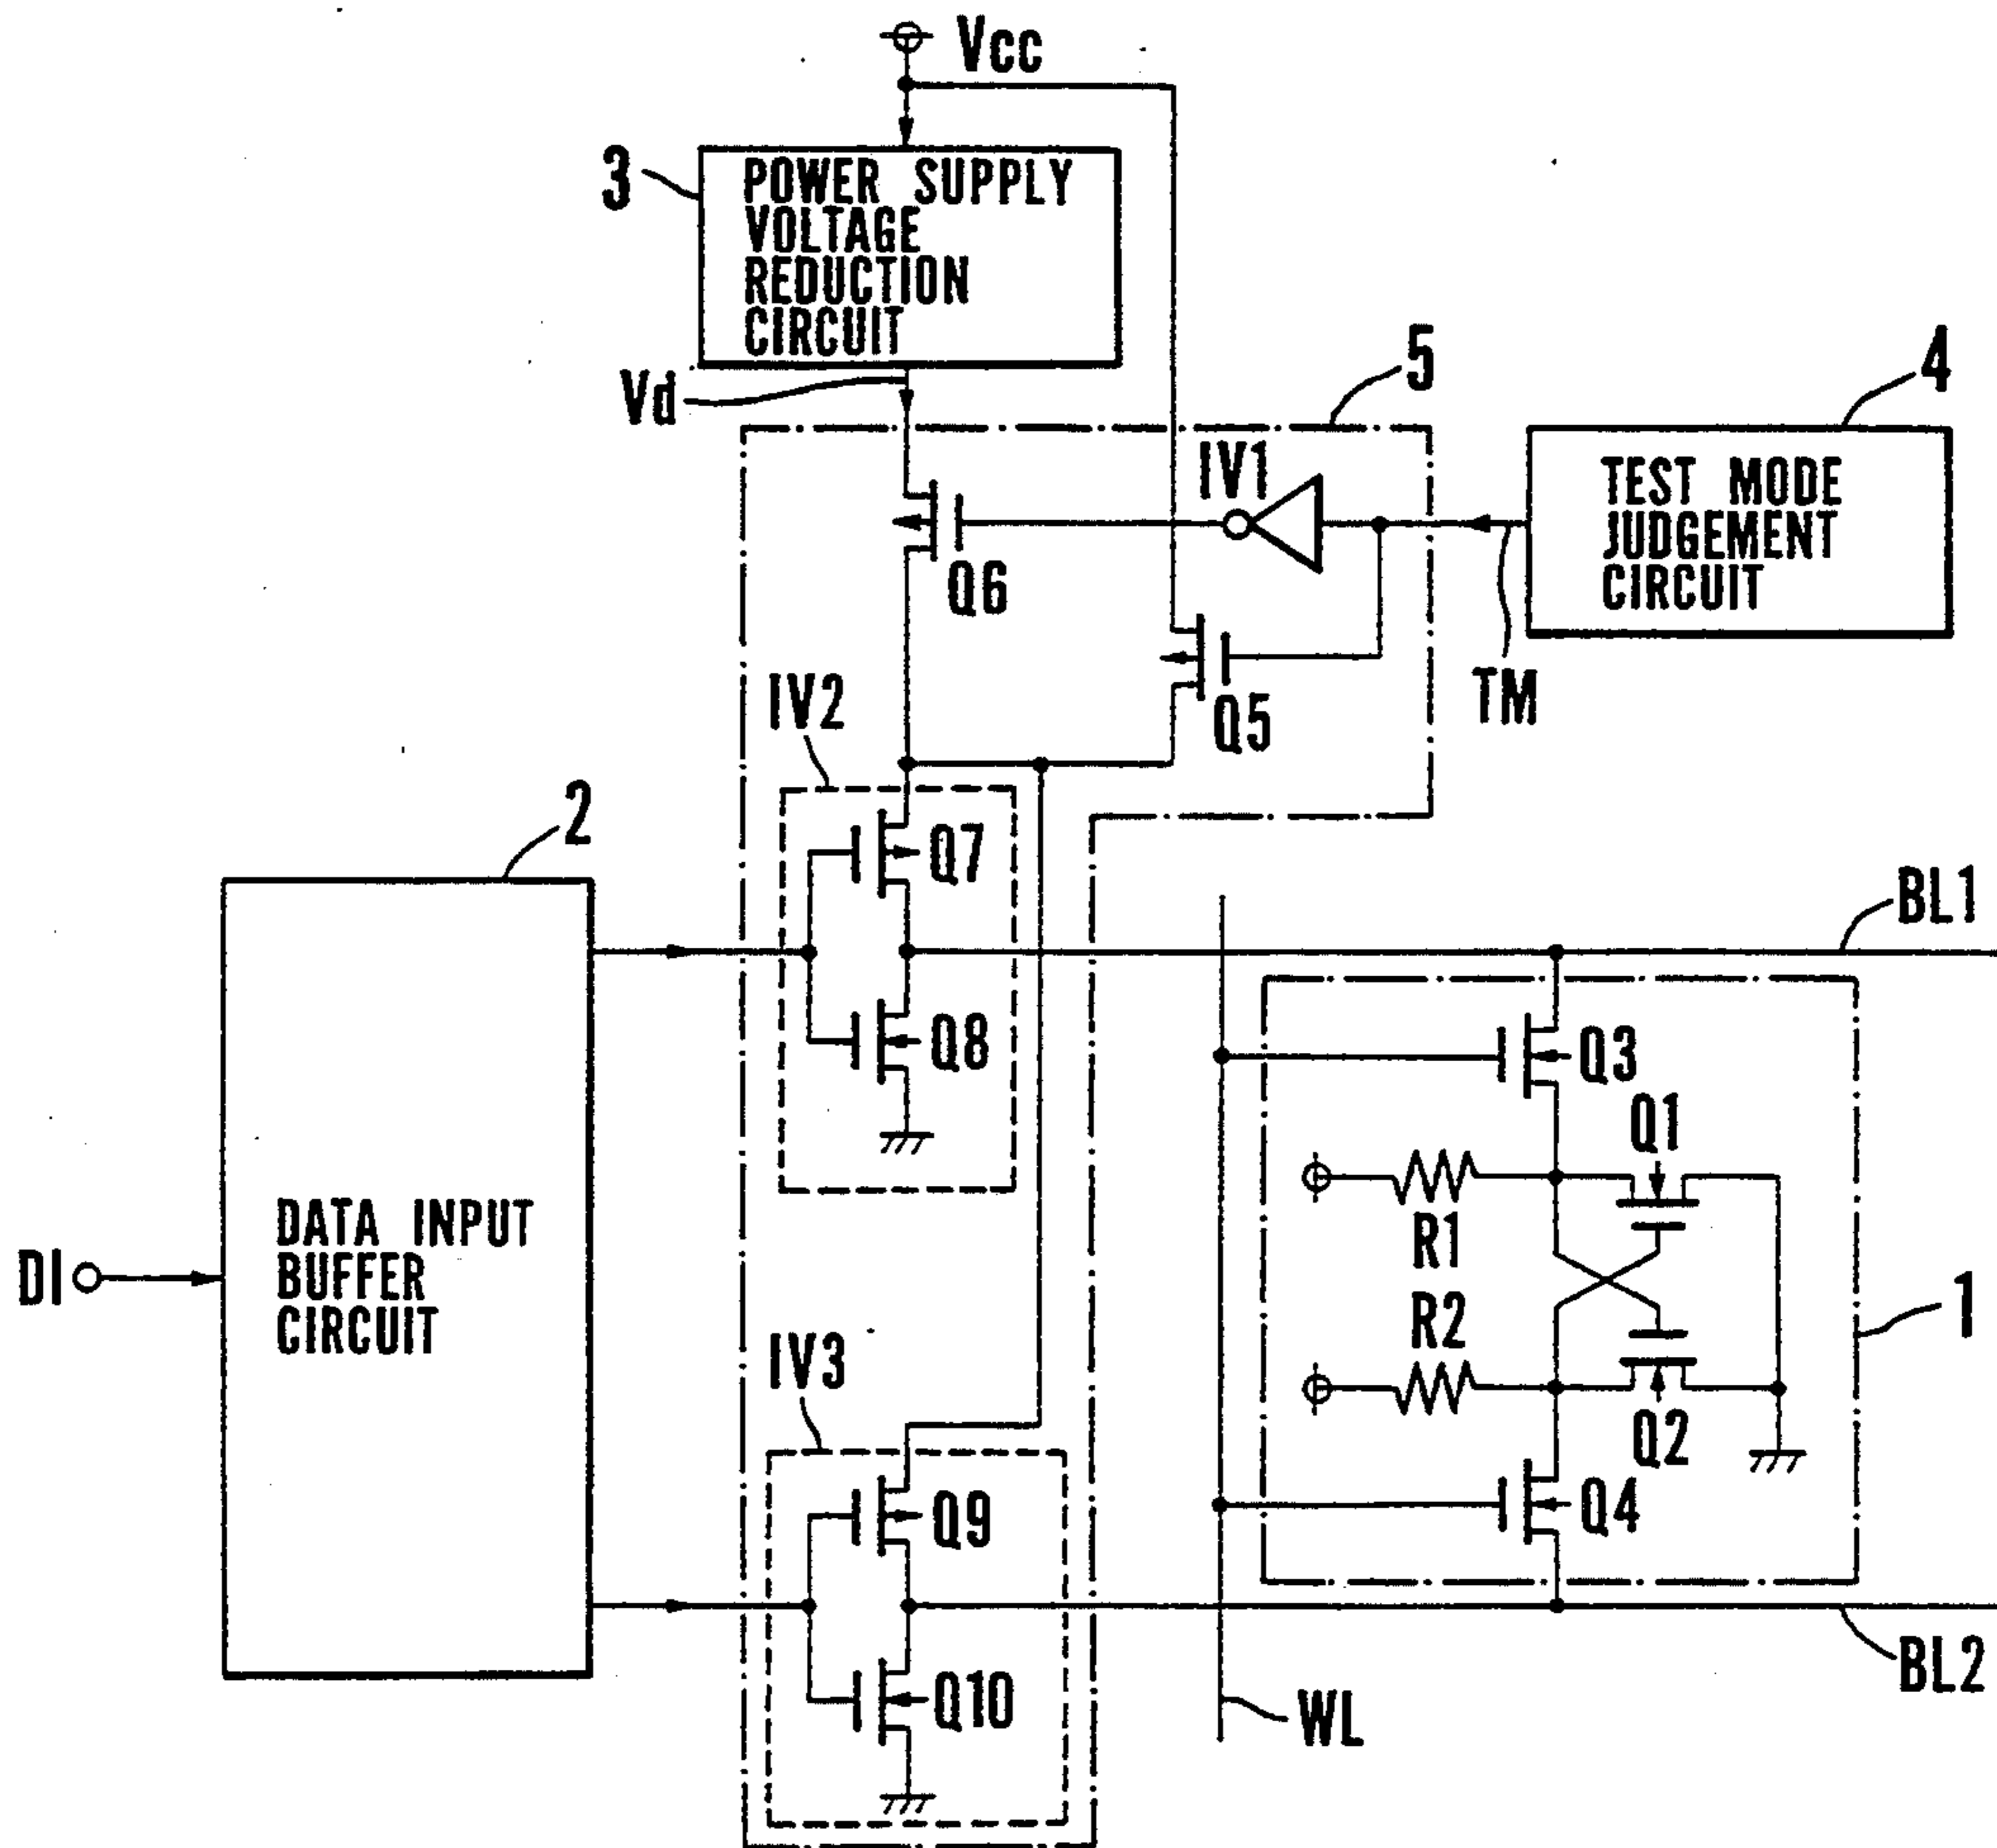 Vcc
3
POWER SUPPLY
VOLTAGE
REDUCTION
CIRCUIT
Vd
5
4
IV1
TEST MODE
JUDGEMENT
CIRCUIT
Q6
TM
Q5
IV2
2
Q7
BL1
Q8
Q3
Q1
DATA INPUT
BUFFER
CIRCUIT
DI
R1
1
R2
IV3
Q2
Q9
Q4
Q10
WL
BL2